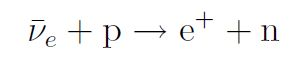 ν̄ₑ + p → e⁺ + n